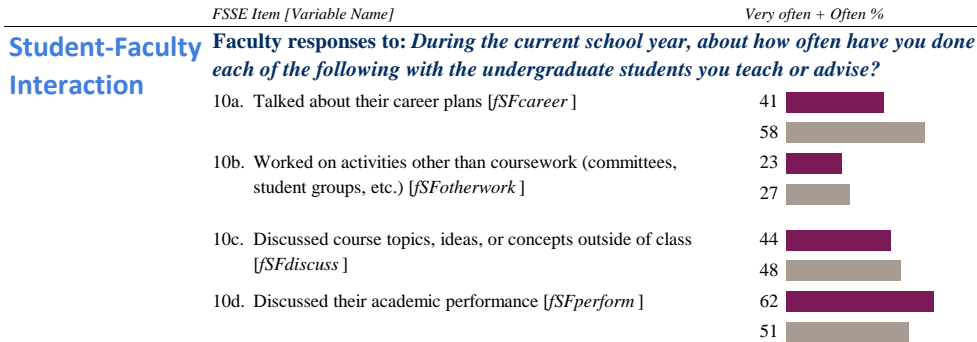 FSSE Item [Variable Name] Very often + Often %
Student-Faculty Interaction
Faculty responses to: During the current school year, about how often have you done
each of the following with the undergraduate students you teach or advise?
10a. Talked about their career plans [fSFcareer ] 41
58
10b. Worked on activities other than coursework (committees, 23
student groups, etc.) [fSFotherwork ] 27
10c. Discussed course topics, ideas, or concepts outside of class 44
[fSFdiscuss ] 48
10d. Discussed their academic performance [fSFperform ] 62
51